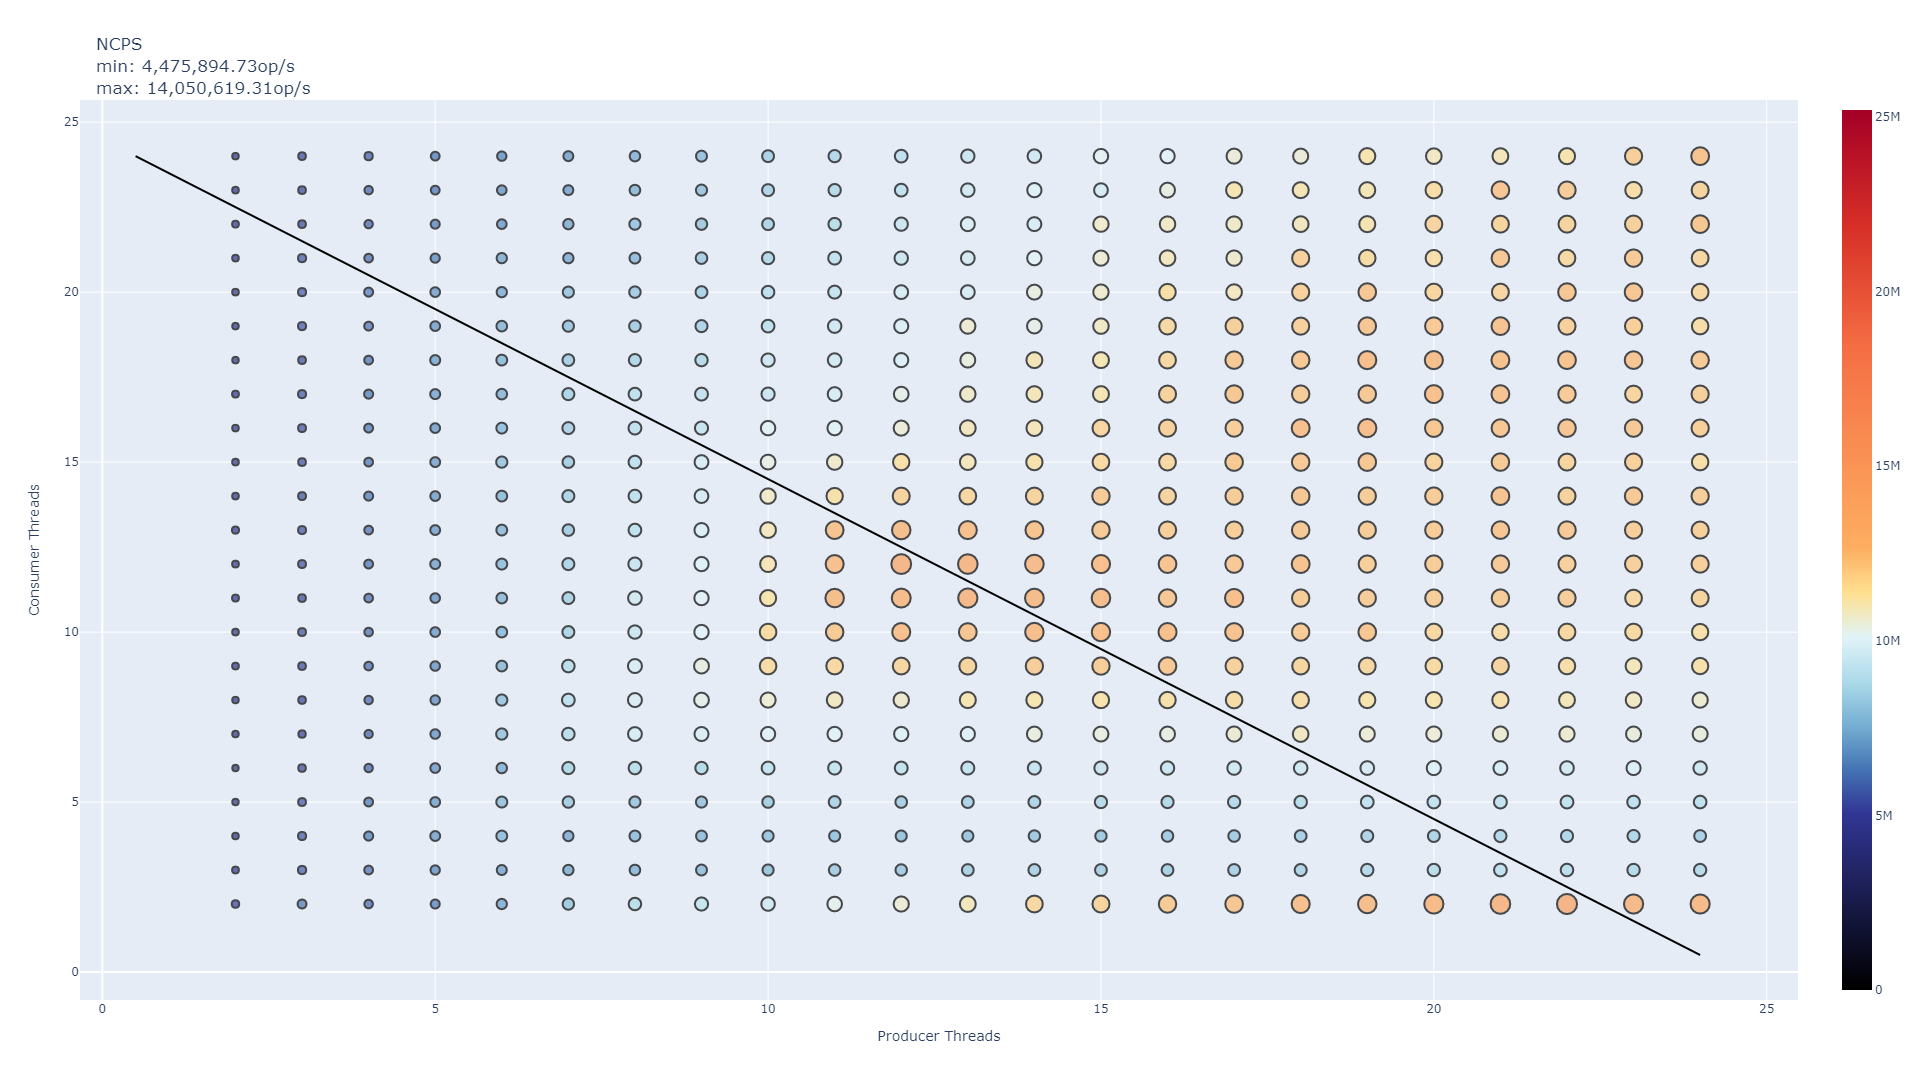 NCPS
min: 4,475,894.73op/s
max: 14,050,619.31op/s
25
20
15
10
5
0
Consumer Threads
0
5
10
15
20
25
Producer Threads
25M
20M
15M
10M
5M
0